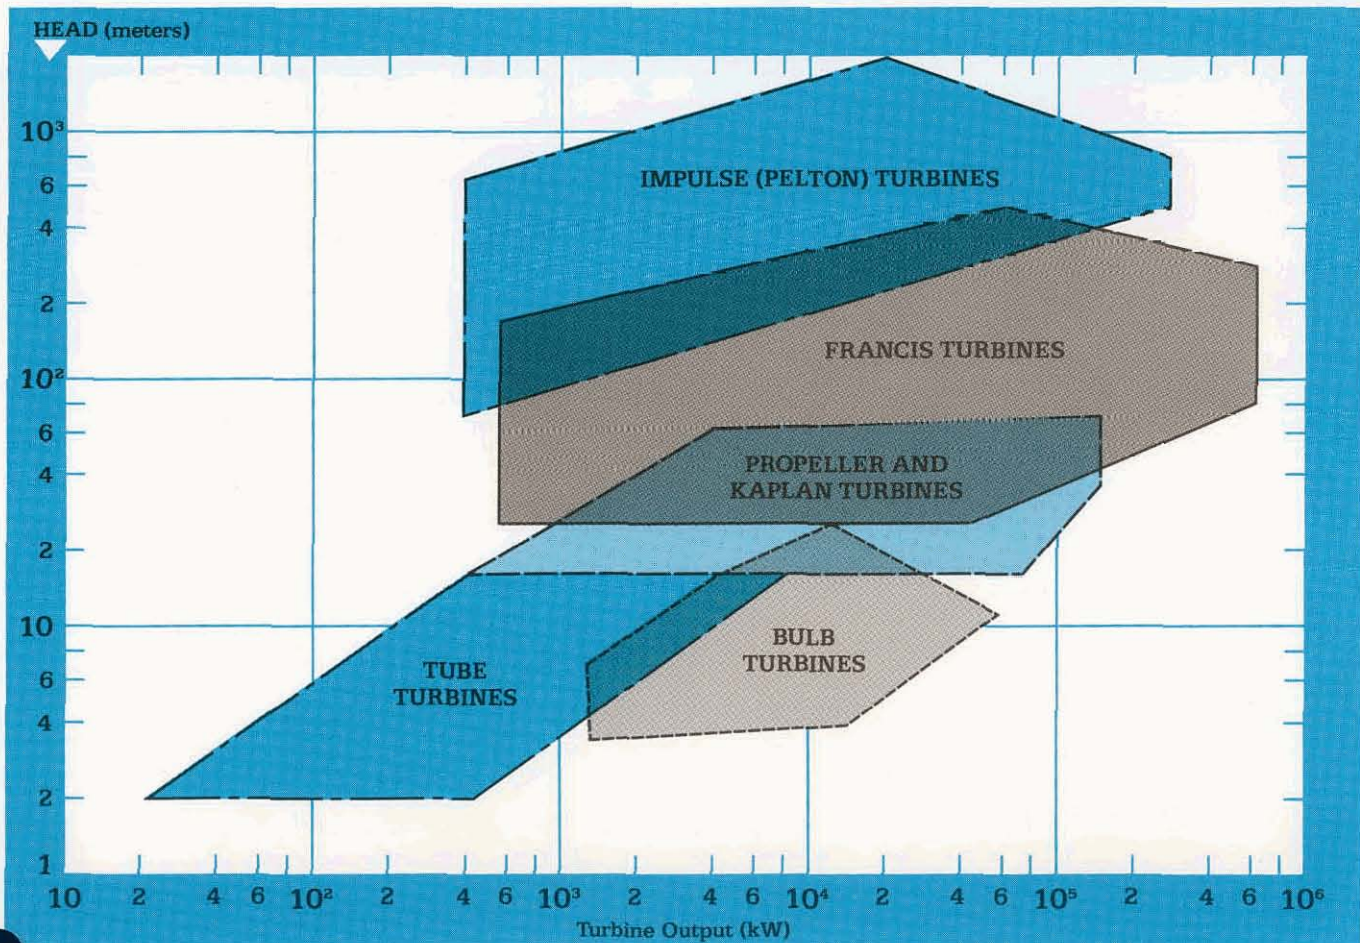 HEAD (meters)
10³
6
4
2
10²
6
4
2
10
6
4
2
1
IMPULSE (PELTON) TURBINES
FRANCIS TURBINES
PROPELLER AND
KAPLAN TURBINES
BULB
TURBINES
TUBE
TURBINES
10 2 4 6 10² 2 4 6 10³ 2 4 6 10⁴ 2 4 6 10⁵ 2 4 6 10⁶
Turbine Output (kW)